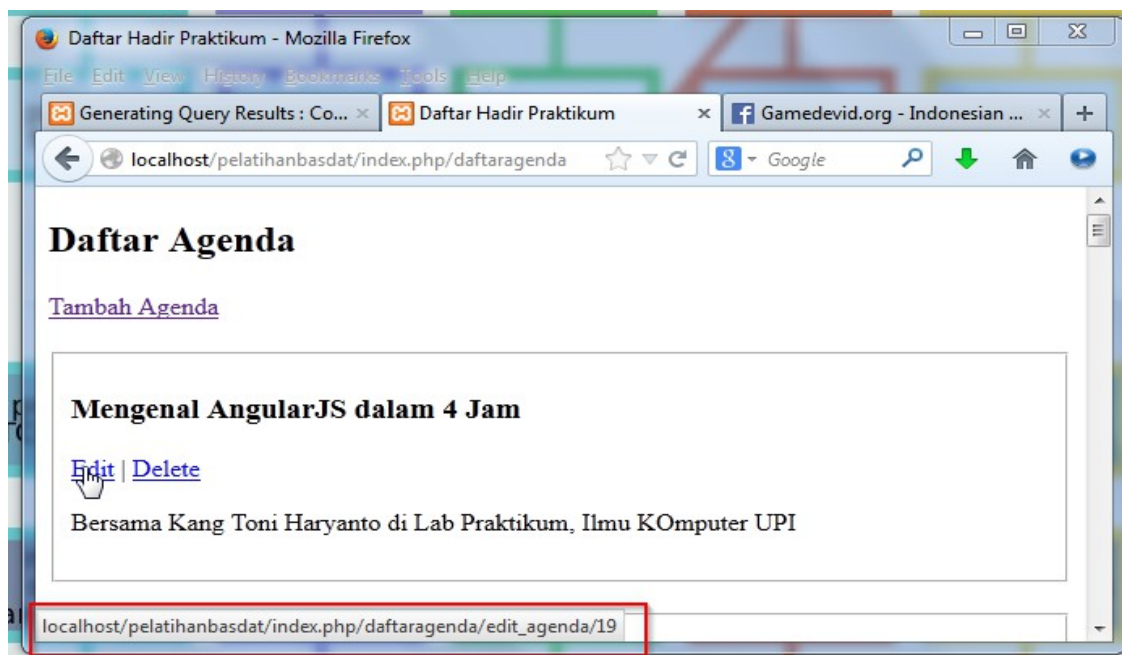 Daftar Hadir Praktikum - Mozilla Firefox
File Edit View History Bookmarks Tools Help
Generating Query Results : Co... Daftar Hadir Praktikum Gamedevid.org - Indonesian ...
localhost/pelatihanbasdat/index.php/daftaragenda Google
Daftar Agenda
Tambah Agenda
Mengenal AngularJS dalam 4 Jam
Edit | Delete
Bersama Kang Toni Haryanto di Lab Praktikum, Ilmu KOmputer UPI
localhost/pelatihanbasdat/index.php/daftaragenda/edit_agenda/19